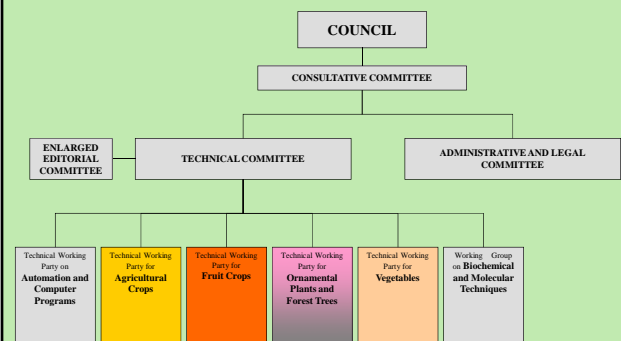 COUNCIL
CONSULTATIVE COMMITTEE
ENLARGED
EDITORIAL
COMMITTEE
TECHNICAL COMMITTEE
ADMINISTRATIVE AND LEGAL
COMMITTEE
Technical Working
Party on
Automation and
Computer
Programs
Technical Working
Party for
Agricultural
Crops
Technical Working
Party for
Fruit Crops
Technical Working
Party for
Ornamental
Plants and
Forest Trees
Technical Working
Party for
Vegetables
Working Group
on Biochemical
and Molecular
Techniques